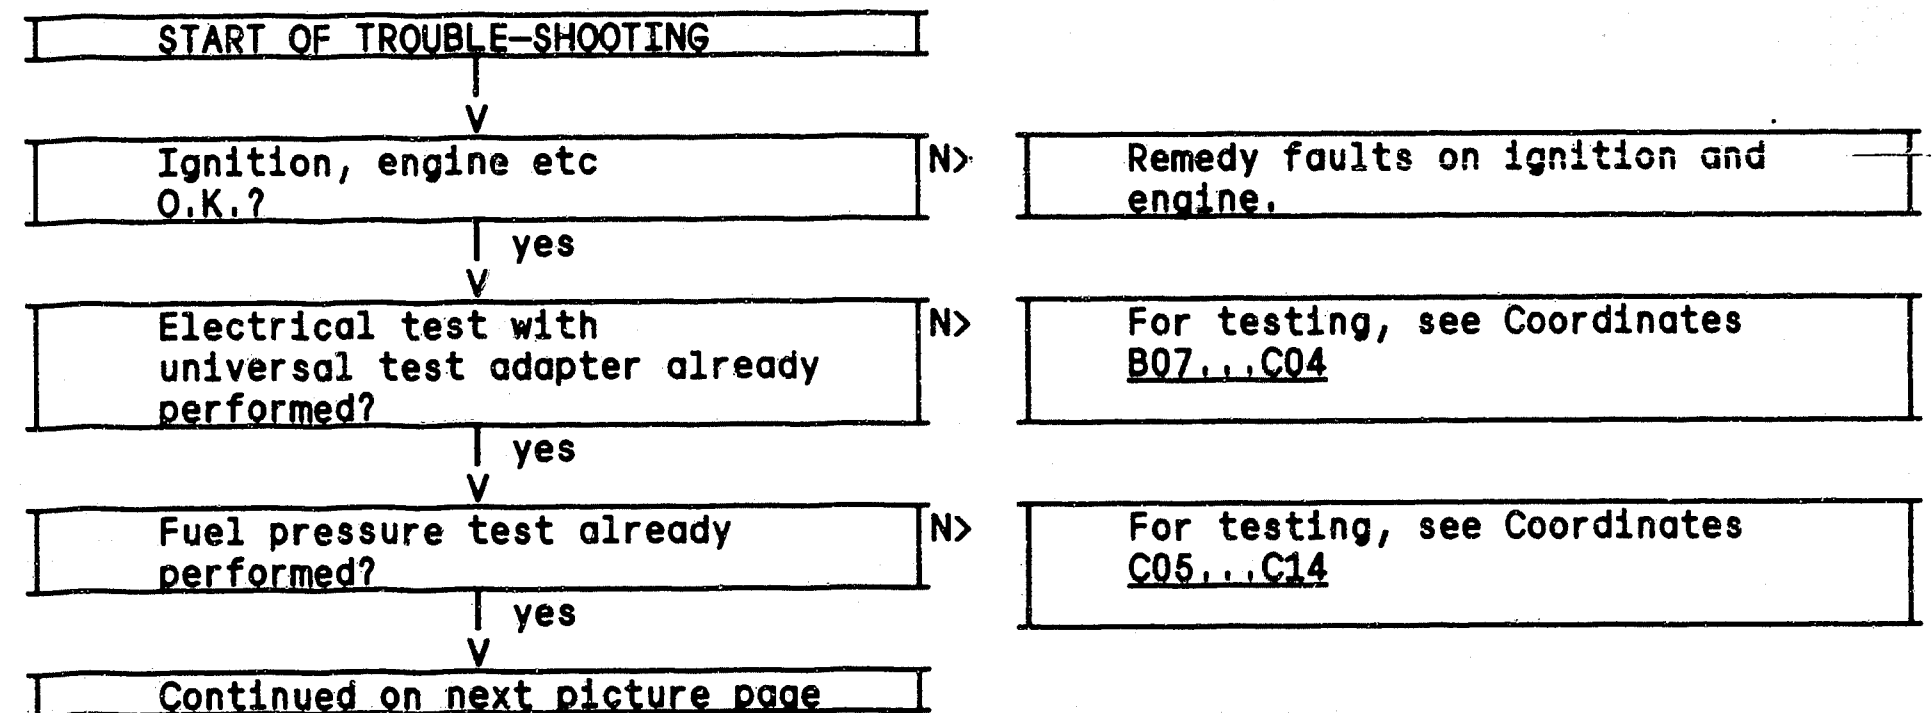 START OF TROUBLE-SHOOTING
Ignition, engine etc
O.K.?
N>
Remedy faults on ignition and
engine.
yes
Electrical test with
universal test adapter already
performed?
N>
For testing, see Coordinates
B07...C04
yes
Fuel pressure test already
performed?
N>
For testing, see Coordinates
C05...C14
yes
Continued on next picture page